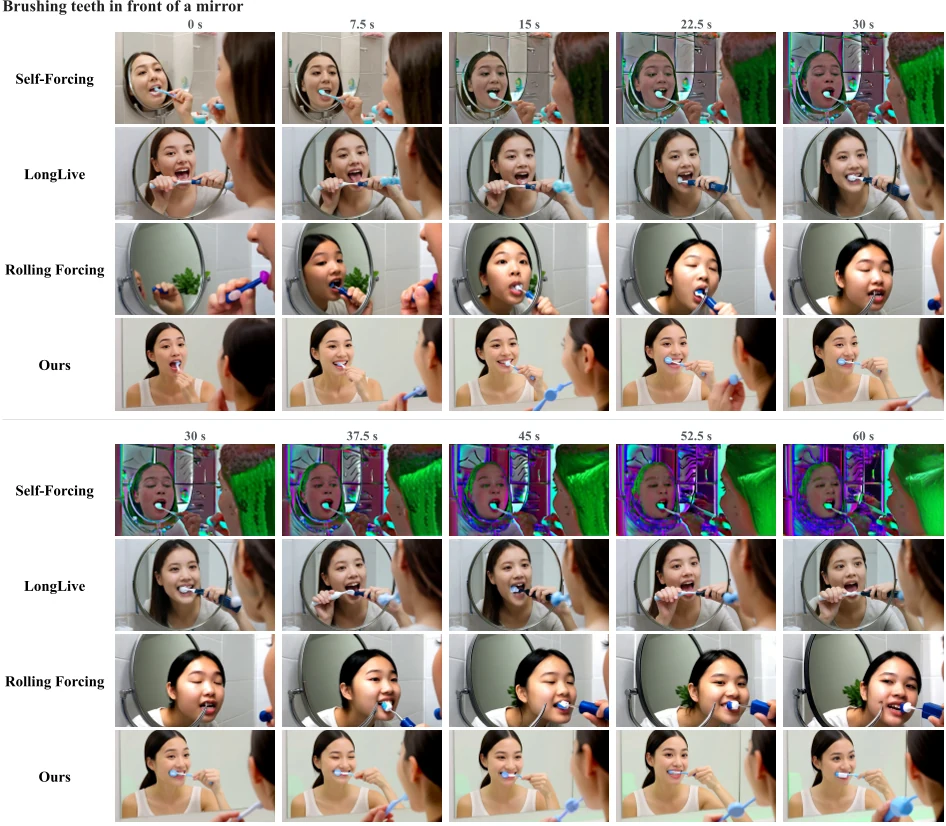 Brushing teeth in front of a mirror
0 s 7.5 s 15 s 22.5 s 30 s
Self-Forcing
LongLive
Rolling Forcing
Ours
30 s 37.5 s 45 s 52.5 s 60 s
Self-Forcing
LongLive
Rolling Forcing
Ours